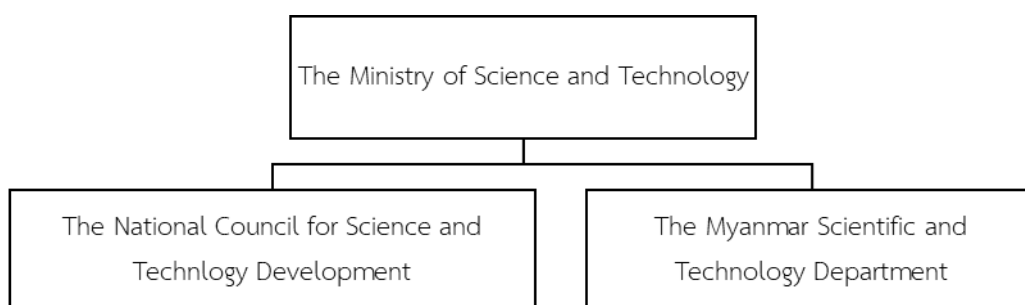 The Ministry of Science and Technology
The National Council for Science and
Technlogy Development
The Myanmar Scientific and
Technology Department